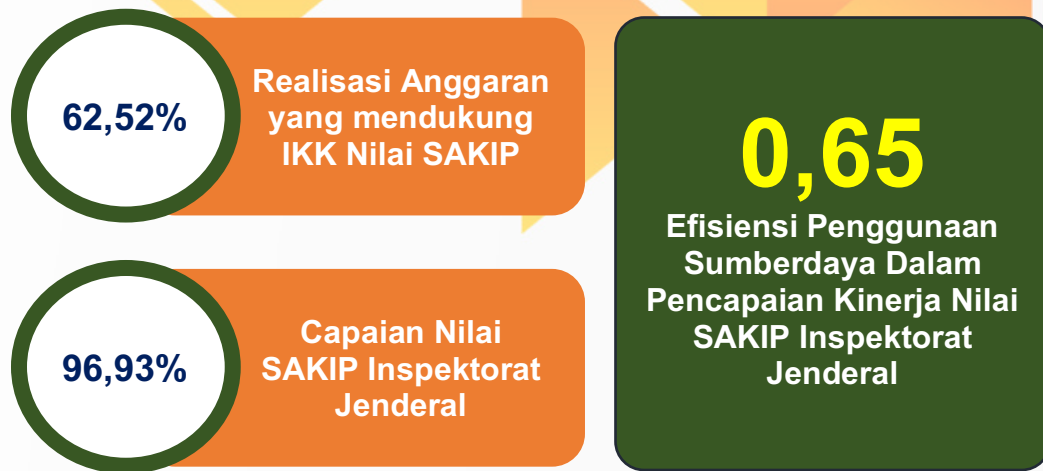 62,52%
Realisasi Anggaran
yang mendukung
IKK Nilai SAKIP
96,93%
Capaian Nilai
SAKIP Inspektorat
Jenderal
0,65
Efisiensi Penggunaan
Sumberdaya Dalam
Pencapaian Kinerja Nilai
SAKIP Inspektorat
Jenderal